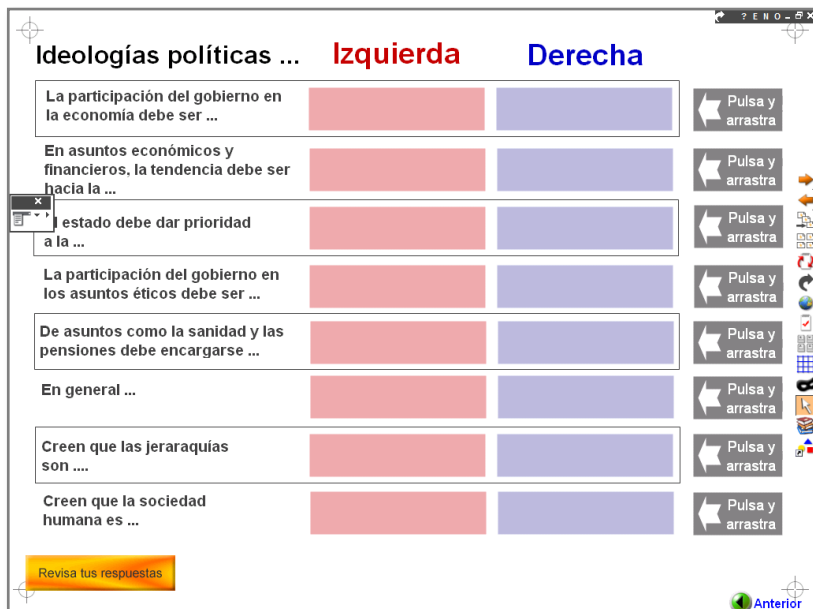 ? E N O
Ideologías políticas ... Izquierda Derecha
La participación del gobierno en
la economía debe ser ...
Pulsa y
arrastra
En asuntos económicos y
financieros, la tendencia debe ser
hacia la ...
Pulsa y
arrastra
estado debe dar prioridad
a la ...
Pulsa y
arrastra
La participación del gobierno en
los asuntos éticos debe ser ...
Pulsa y
arrastra
De asuntos como la sanidad y las
pensiones debe encargarse ...
Pulsa y
arrastra
En general ...
Pulsa y
arrastra
Creen que las jeraraquías
son ....
Pulsa y
arrastra
Creen que la sociedad
humana es ...
Pulsa y
arrastra
Revisa tus respuestas
Anterior